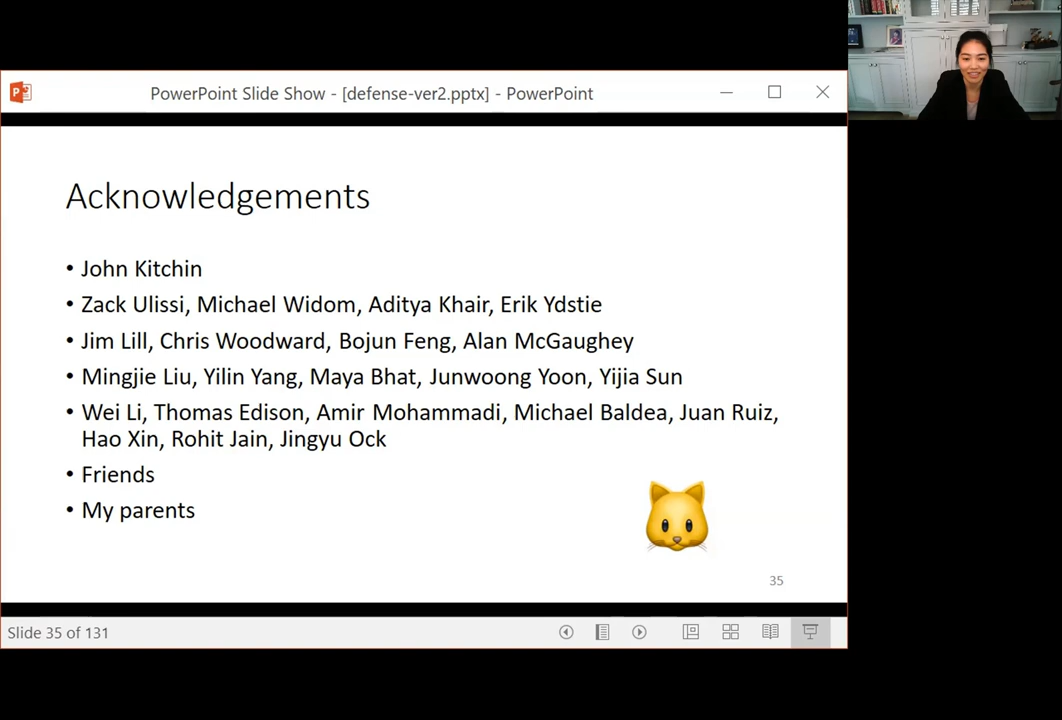 PowerPoint Slide Show - [defense-ver2.pptx] - PowerPoint
Acknowledgements
• John Kitchin
• Zack Ulissi, Michael Widom, Aditya Khair, Erik Ydstie
• Jim Lill, Chris Woodward, Bojun Feng, Alan McGaughey
• Mingjie Liu, Yilin Yang, Maya Bhat, Junwoong Yoon, Yijia Sun
• Wei Li, Thomas Edison, Amir Mohammadi, Michael Baldea, Juan Ruiz,
Hao Xin, Rohit Jain, Jingyu Ock
• Friends
• My parents
35
Slide 35 of 131